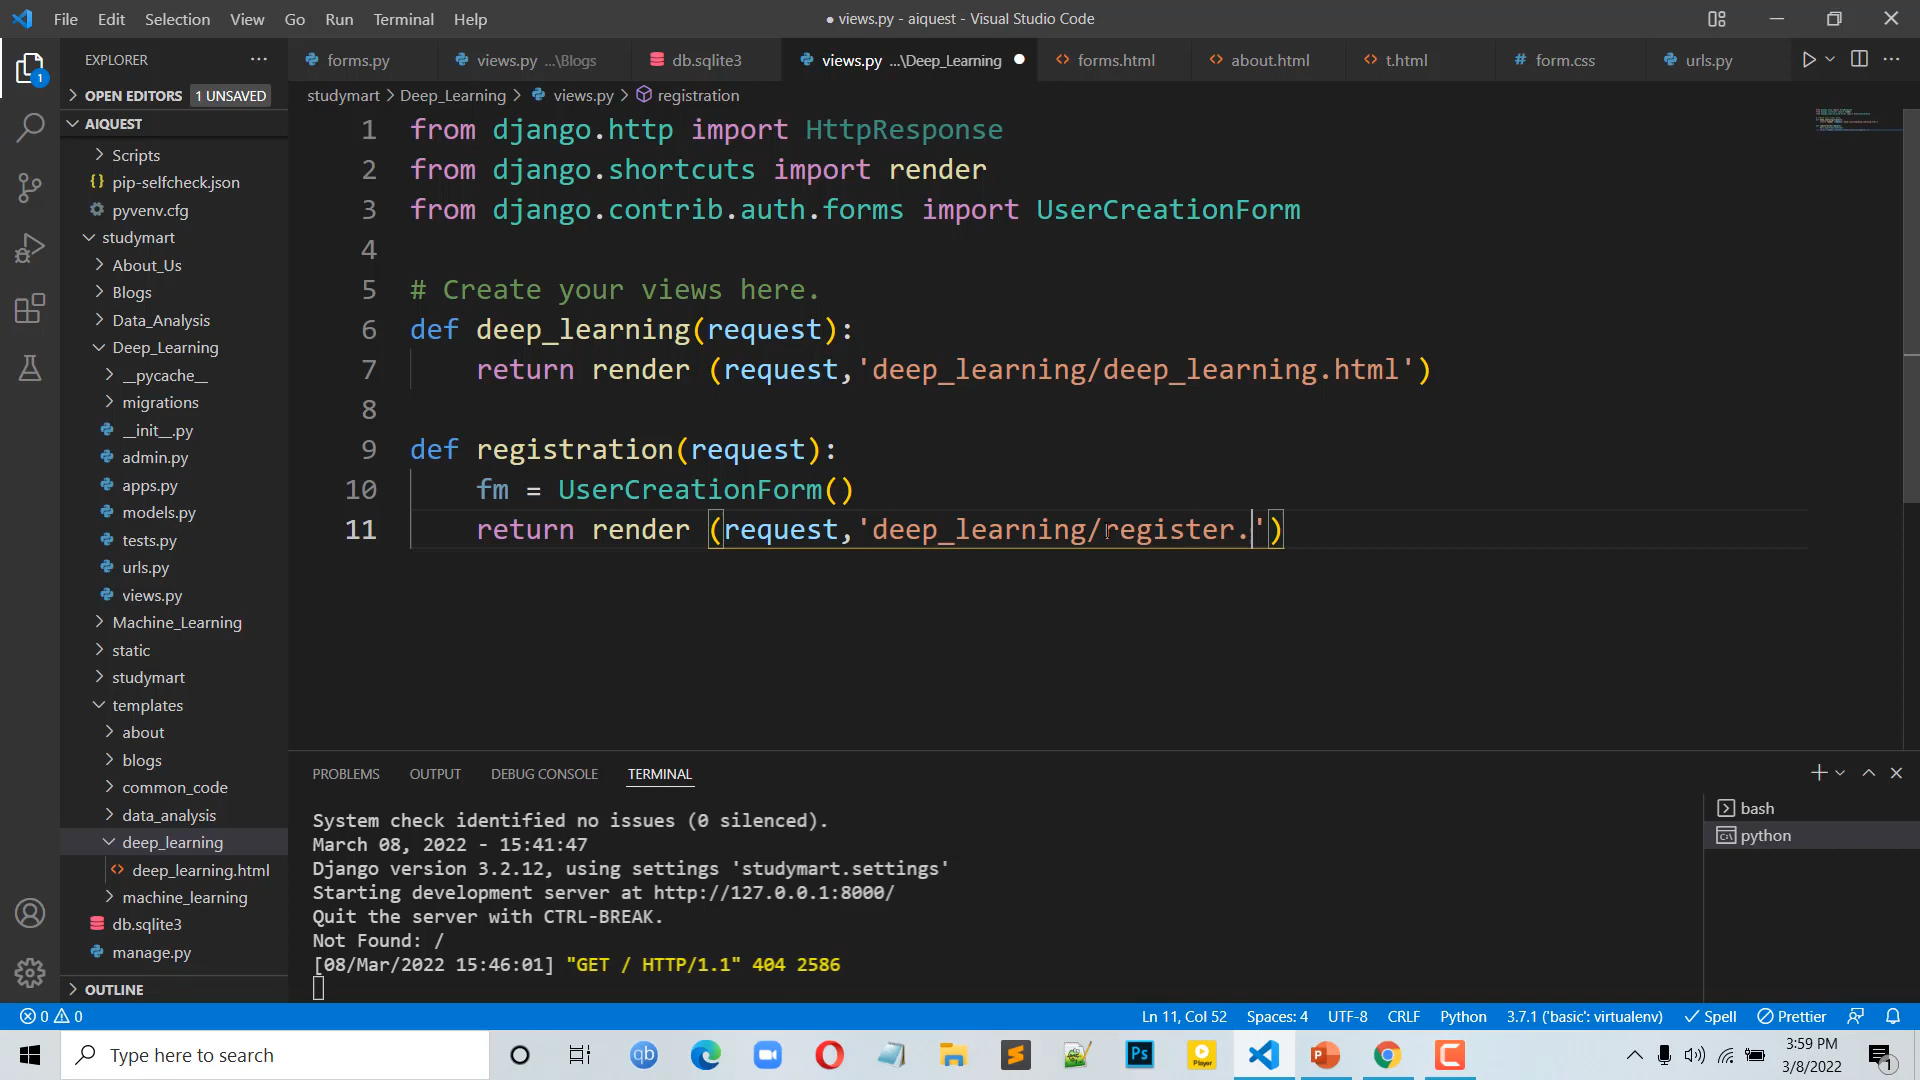 File Edit Selection View Go Run Terminal Help
● views.py - aiquest - Visual Studio Code
EXPLORER ···
forms.py
views.py ...\Blogs
db.sqlite3
views.py ...\Deep_Learning
forms.html
about.html
t.html
form.css
urls.py
OPEN EDITORS 1 UNSAVED
studymart > Deep_Learning > views.py > registration
AIQUEST
Scripts
pip-selfcheck.json
pyvenv.cfg
studymart
About_Us
Blogs
Data_Analysis
Deep_Learning
__pycache__
migrations
__init__.py
admin.py
apps.py
models.py
tests.py
urls.py
views.py
Machine_Learning
static
studymart
templates
about
blogs
common_code
data_analysis
deep_learning
deep_learning.html
machine_learning
db.sqlite3
manage.py
OUTLINE
1 from django.http import HttpResponse
2 from django.shortcuts import render
3 from django.contrib.auth.forms import UserCreationForm
4
5 # Create your views here.
6 def deep_learning(request):
7 return render (request,'deep_learning/deep_learning.html')
8
9 def registration(request):
10 fm = UserCreationForm()
11 return render (request,'deep_learning/register.')
PROBLEMS OUTPUT DEBUG CONSOLE TERMINAL
System check identified no issues (0 silenced).
March 08, 2022 - 15:41:47
Django version 3.2.12, using settings 'studymart.settings'
Starting development server at http://127.0.0.1:8000/
Quit the server with CTRL-BREAK.
Not Found: /
[08/Mar/2022 15:46:01] "GET / HTTP/1.1" 404 2586
bash
python
0 0
Ln 11, Col 52 Spaces: 4 UTF-8 CRLF Python 3.7.1 ('basic': virtualenv) Spell Prettier
Type here to search
qb
Ps
Player
3:59 PM
3/8/2022
1